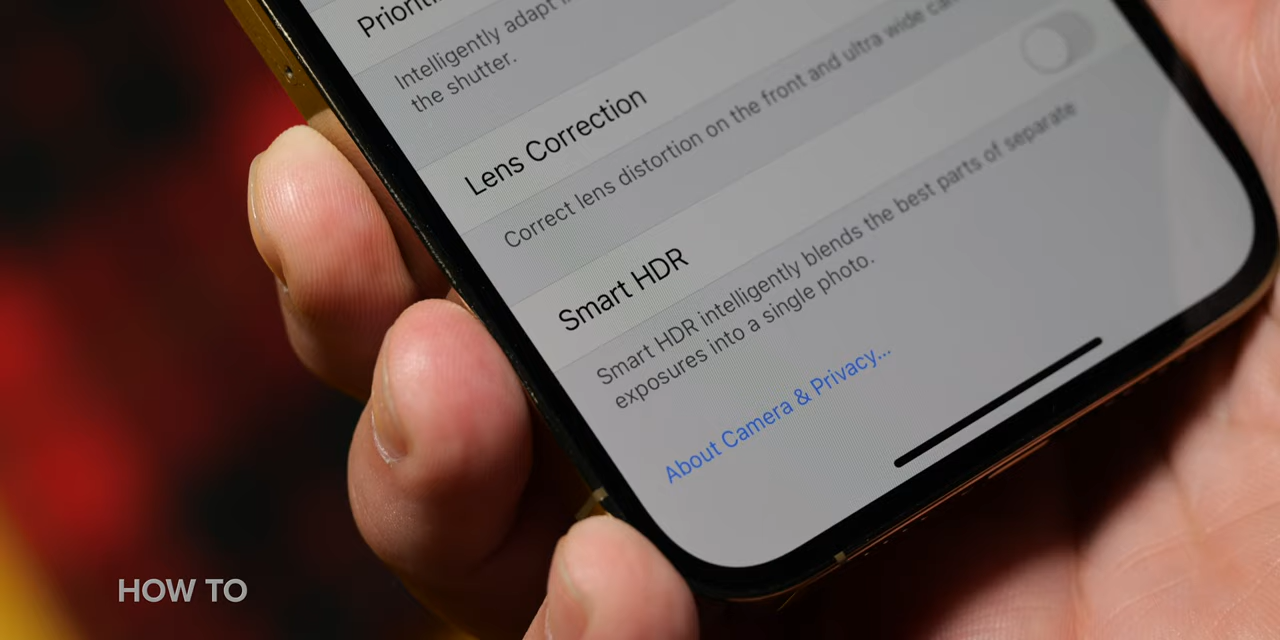 Intelligently adapt
the shutter.
Lens Correction
Correct lens distortion on the front and ultra wide
Smart HDR
Smart HDR intelligently blends the best parts of separate
exposures into a single photo.
About Camera & Privacy...
HOW TO